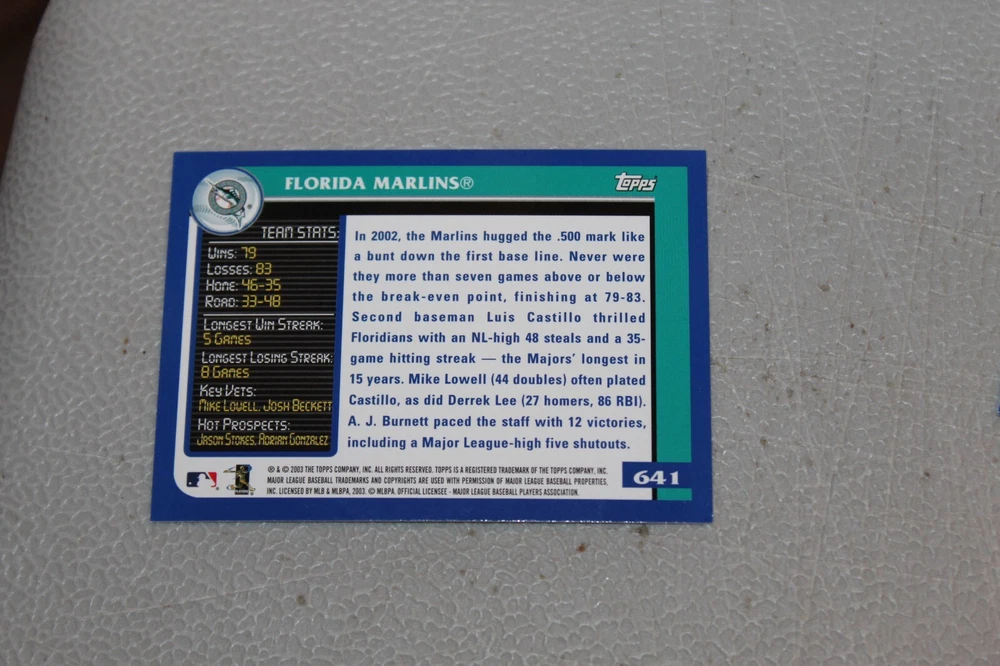 FLORIDA MARLINS®
Topps
TEAM STATS:
WINS: 79
LOSSES: 83
HOME: 46-35
ROAD: 33-48
LONGEST WIN STREAK:
5 GAMES
LONGEST LOSING STREAK:
8 GAMES
KEY VETS:
MIKE LOWELL, JOSH BECKETT
HOT PROSPECTS:
JASON STOKES, ADRIAN GONZALEZ
In 2002, the Marlins hugged the .500 mark like
a bunt down the first base line. Never were
they more than seven games above or below
the break-even point, finishing at 79-83.
Second baseman Luis Castillo thrilled
Floridians with an NL-high 48 steals and a 35-
game hitting streak — the Majors' longest in
15 years. Mike Lowell (44 doubles) often plated
Castillo, as did Derrek Lee (27 homers, 86 RBI).
A. J. Burnett paced the staff with 12 victories,
including a Major League-high five shutouts.
® & © 2003 THE TOPPS COMPANY, INC. ALL RIGHTS RESERVED. TOPPS IS A REGISTERED TRADEMARK OF THE TOPPS COMPANY, INC.
MAJOR LEAGUE BASEBALL TRADEMARKS AND COPYRIGHTS ARE USED WITH PERMISSION OF MAJOR LEAGUE BASEBALL PROPERTIES,
INC. LICENSED BY MLB & MLBPA, 2003. © MLBPA. OFFICIAL LICENSEE - MAJOR LEAGUE BASEBALL PLAYERS ASSOCIATION.
641